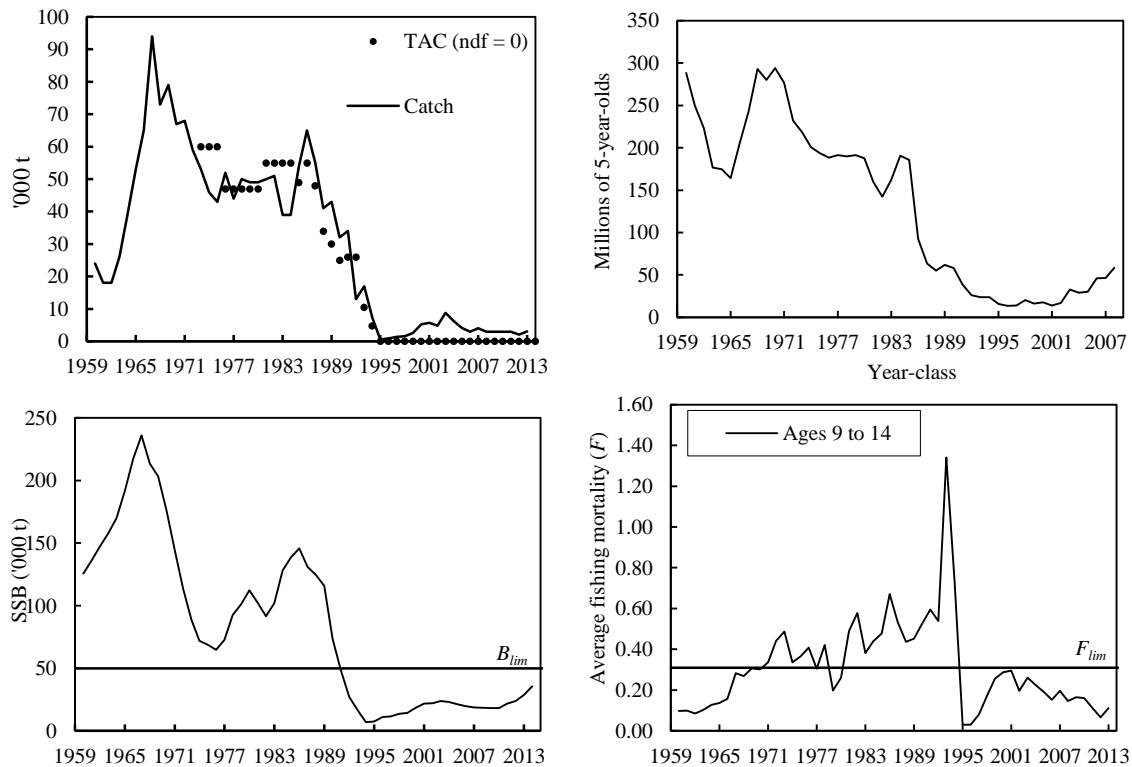 '000 t
100
90
80
70
60
50
40
30
20
10
0
1959 1965 1971 1977 1983 1989 1995 2001 2007 2013
TAC (ndf = 0)
Catch
Millions of 5-year-olds
350
300
250
200
150
100
50
0
1959 1965 1971 1977 1983 1989 1995 2001 2007
Year-class
SSB ('000 t)
250
200
150
100
50
0
1959 1965 1971 1977 1983 1989 1995 2001 2007 2013
Blim
Average fishing mortality (F)
1.60
1.40
1.20
1.00
0.80
0.60
0.40
0.20
0.00
1959 1965 1971 1977 1983 1989 1995 2001 2007 2013
Ages 9 to 14
Flim